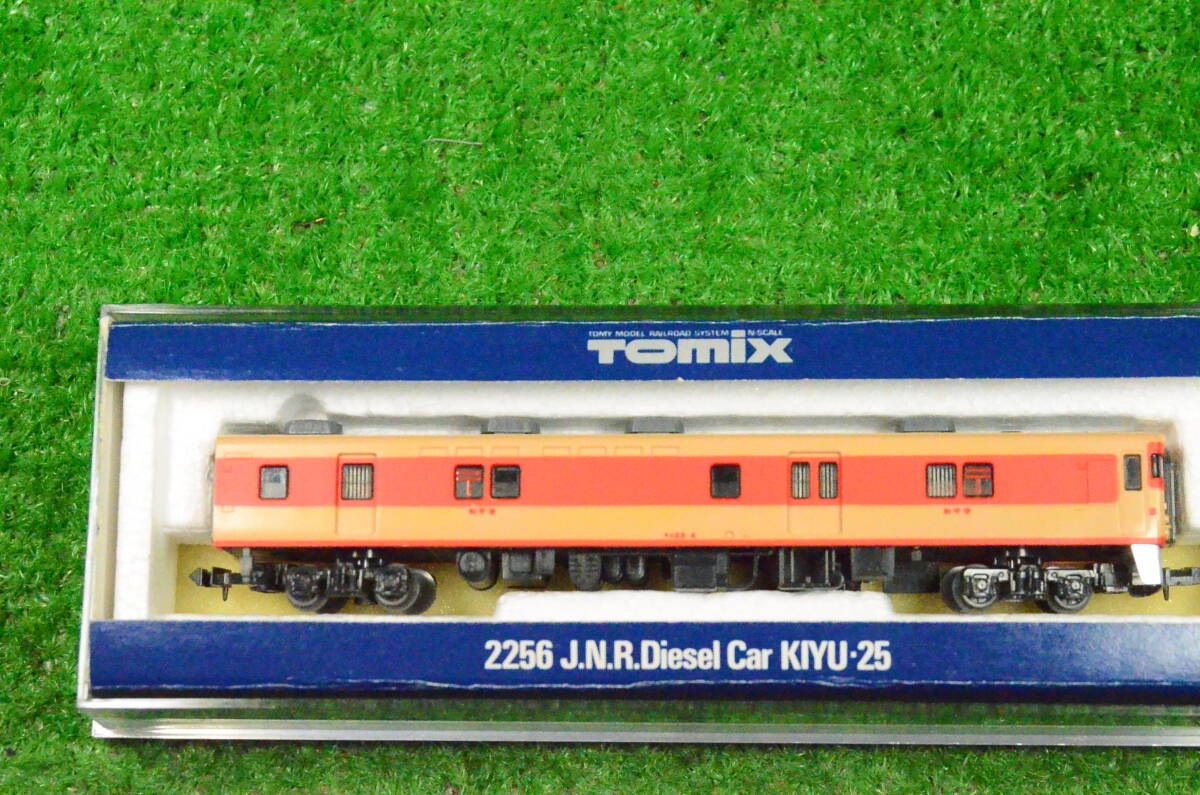 TOMY MODEL RAILROAD SYSTEM N-SCALE
TOMIX
2256 J.N.R.Diesel Car KIYU·25